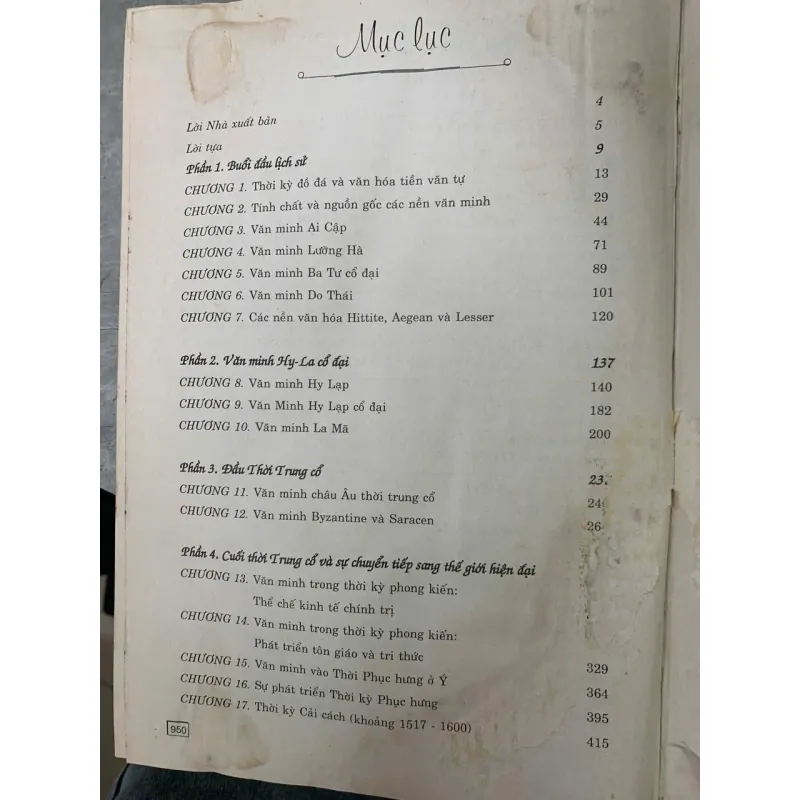 Mục lục
Lời Nhà xuất bản 4
Lời tựa 5
Phần 1. Buổi đầu lịch sử 9
CHƯƠNG 1. Thời kỳ đồ đá và văn hóa tiền văn tự 13
CHƯƠNG 2. Tính chất và nguồn gốc các nền văn minh 29
CHƯƠNG 3. Văn minh Ai Cập 44
CHƯƠNG 4. Văn minh Lưỡng Hà 71
CHƯƠNG 5. Văn minh Ba Tư cổ đại 89
CHƯƠNG 6. Văn minh Do Thái 101
CHƯƠNG 7. Các nền văn hóa Hittite, Aegean và Lesser 120
Phần 2. Văn minh Hy-La cổ đại 137
CHƯƠNG 8. Văn minh Hy Lạp 140
CHƯƠNG 9. Văn Minh Hy Lạp cổ đại 182
CHƯƠNG 10. Văn minh La Mã 200
Phần 3. Đầu Thời Trung cổ
CHƯƠNG 11. Văn minh châu Âu thời trung cổ
CHƯƠNG 12. Văn minh Byzantine và Saracen
Phần 4. Cuối thời Trung cổ và sự chuyển tiếp sang thế giới hiện đại
CHƯƠNG 13. Văn minh trong thời kỳ phong kiến:
Thể chế kinh tế chính trị
CHƯƠNG 14. Văn minh trong thời kỳ phong kiến:
Phát triển tôn giáo và tri thức 329
CHƯƠNG 15. Văn minh vào Thời Phục hưng ở Ý 364
CHƯƠNG 16. Sự phát triển Thời kỳ Phục hưng 395
CHƯƠNG 17. Thời kỳ Cải cách (khoảng 1517 - 1600) 415
950